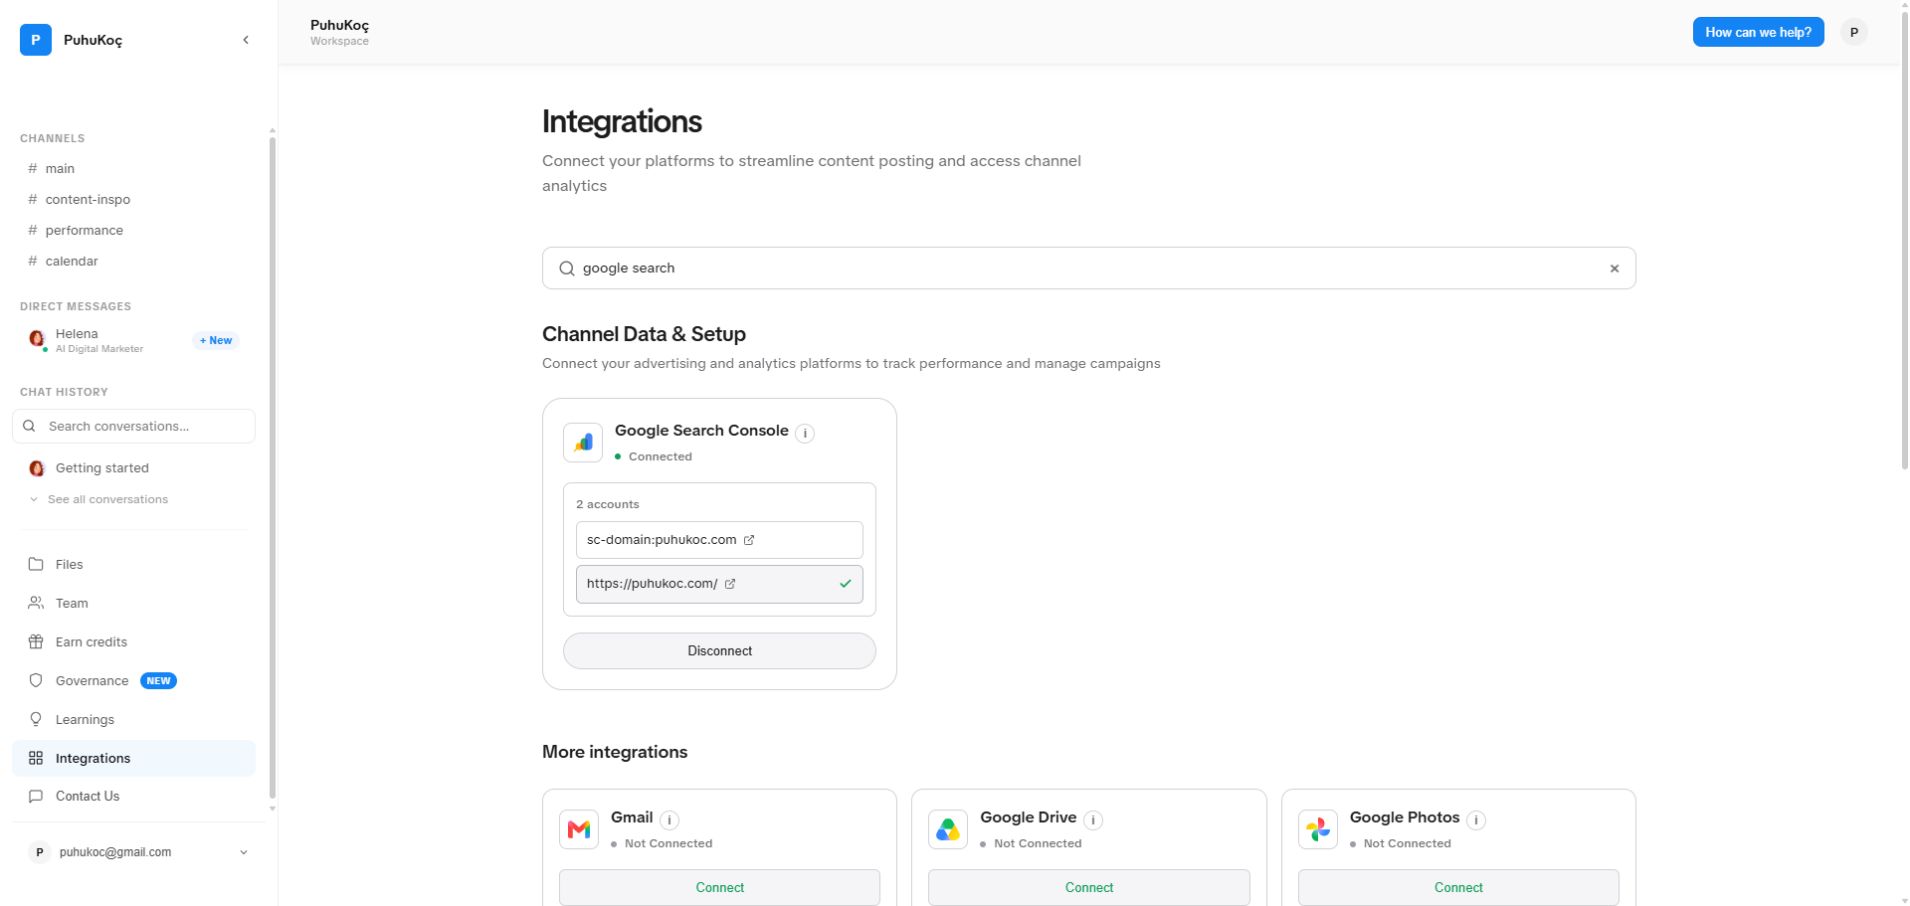 P
PuhuKoç
CHANNELS
# main
# content-inspo
# performance
# calendar
DIRECT MESSAGES
Helena
AI Digital Marketer
+ New
CHAT HISTORY
Search conversations...
Getting started
See all conversations
Files
Team
Earn credits
Governance NEW
Learnings
Integrations
Contact Us
P puhukoc@gmail.com
PuhuKoç
Workspace
How can we help?
P
Integrations
Connect your platforms to streamline content posting and access channel
analytics
google search
Channel Data & Setup
Connect your advertising and analytics platforms to track performance and manage campaigns
Google Search Console i
Connected
2 accounts
sc-domain:puhukoc.com
https://puhukoc.com/
Disconnect
More integrations
Gmail i
Not Connected
Connect
Google Drive i
Not Connected
Connect
Google Photos i
Not Connected
Connect